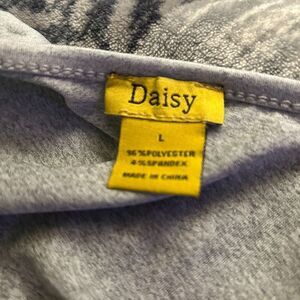 Daisy
L
96%POLYESTER
4%SPANDEX
MADE IN CHINA